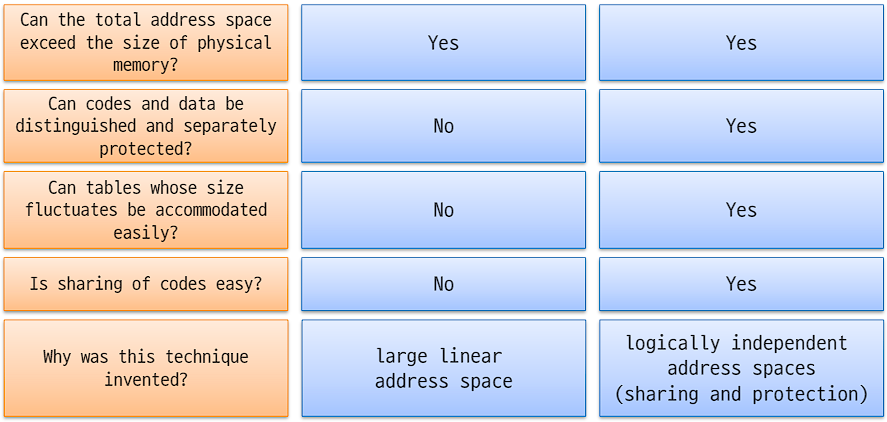 Can the total address space
exceed the size of physical
memory?
Yes
Yes
Can codes and data be
distinguished and separately
protected?
No
Yes
Can tables whose size
fluctuates be accommodated
easily?
No
Yes
Is sharing of codes easy?
No
Yes
Why was this technique
invented?
large linear
address space
logically independent
address spaces
(sharing and protection)